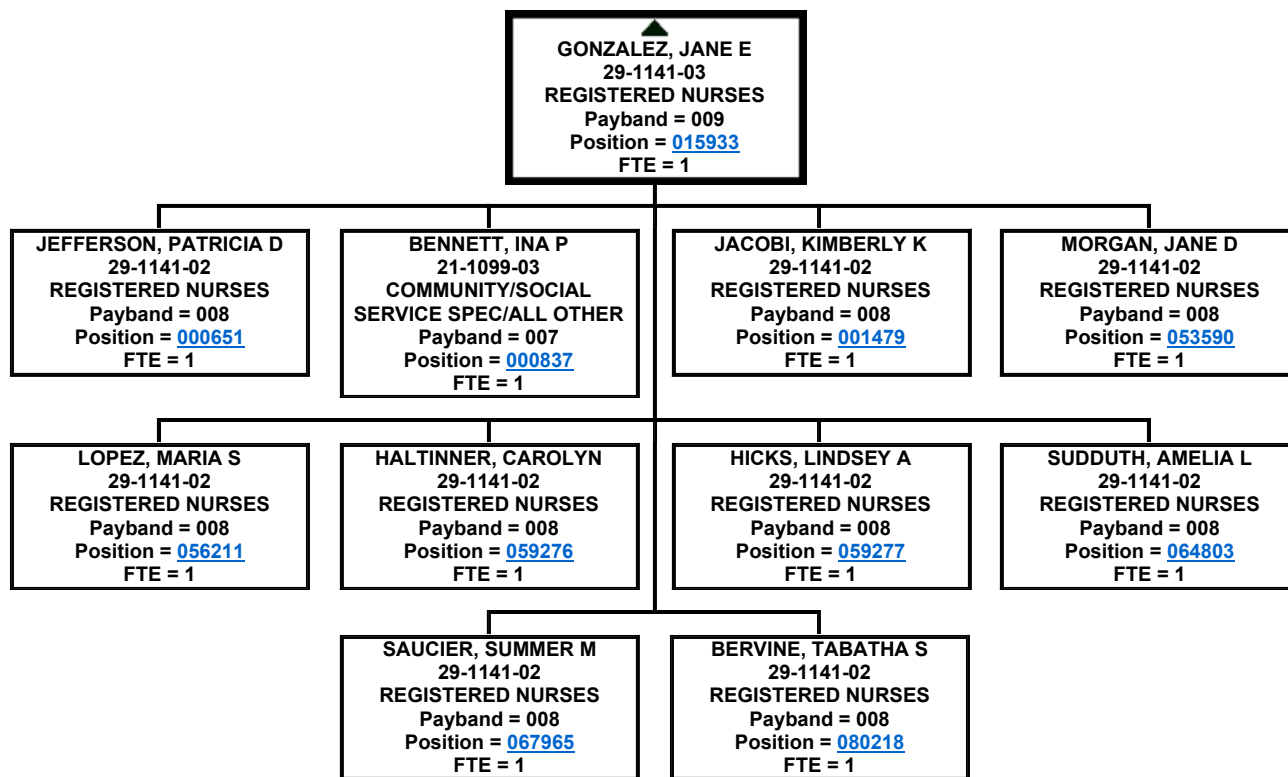 GONZALEZ, JANE E
29-1141-03
REGISTERED NURSES
Payband = 009
Position = 015933
FTE = 1
JEFFERSON, PATRICIA D
29-1141-02
REGISTERED NURSES
Payband = 008
Position = 000651
FTE = 1
BENNETT, INA P
21-1099-03
COMMUNITY/SOCIAL
SERVICE SPEC/ALL OTHER
Payband = 007
Position = 000837
FTE = 1
JACOBI, KIMBERLY K
29-1141-02
REGISTERED NURSES
Payband = 008
Position = 001479
FTE = 1
MORGAN, JANE D
29-1141-02
REGISTERED NURSES
Payband = 008
Position = 053590
FTE = 1
LOPEZ, MARIA S
29-1141-02
REGISTERED NURSES
Payband = 008
Position = 056211
FTE = 1
HALTINNER, CAROLYN
29-1141-02
REGISTERED NURSES
Payband = 008
Position = 059276
FTE = 1
HICKS, LINDSEY A
29-1141-02
REGISTERED NURSES
Payband = 008
Position = 059277
FTE = 1
SUDDUTH, AMELIA L
29-1141-02
REGISTERED NURSES
Payband = 008
Position = 064803
FTE = 1
SAUCIER, SUMMER M
29-1141-02
REGISTERED NURSES
Payband = 008
Position = 067965
FTE = 1
BERVINE, TABATHA S
29-1141-02
REGISTERED NURSES
Payband = 008
Position = 080218
FTE = 1